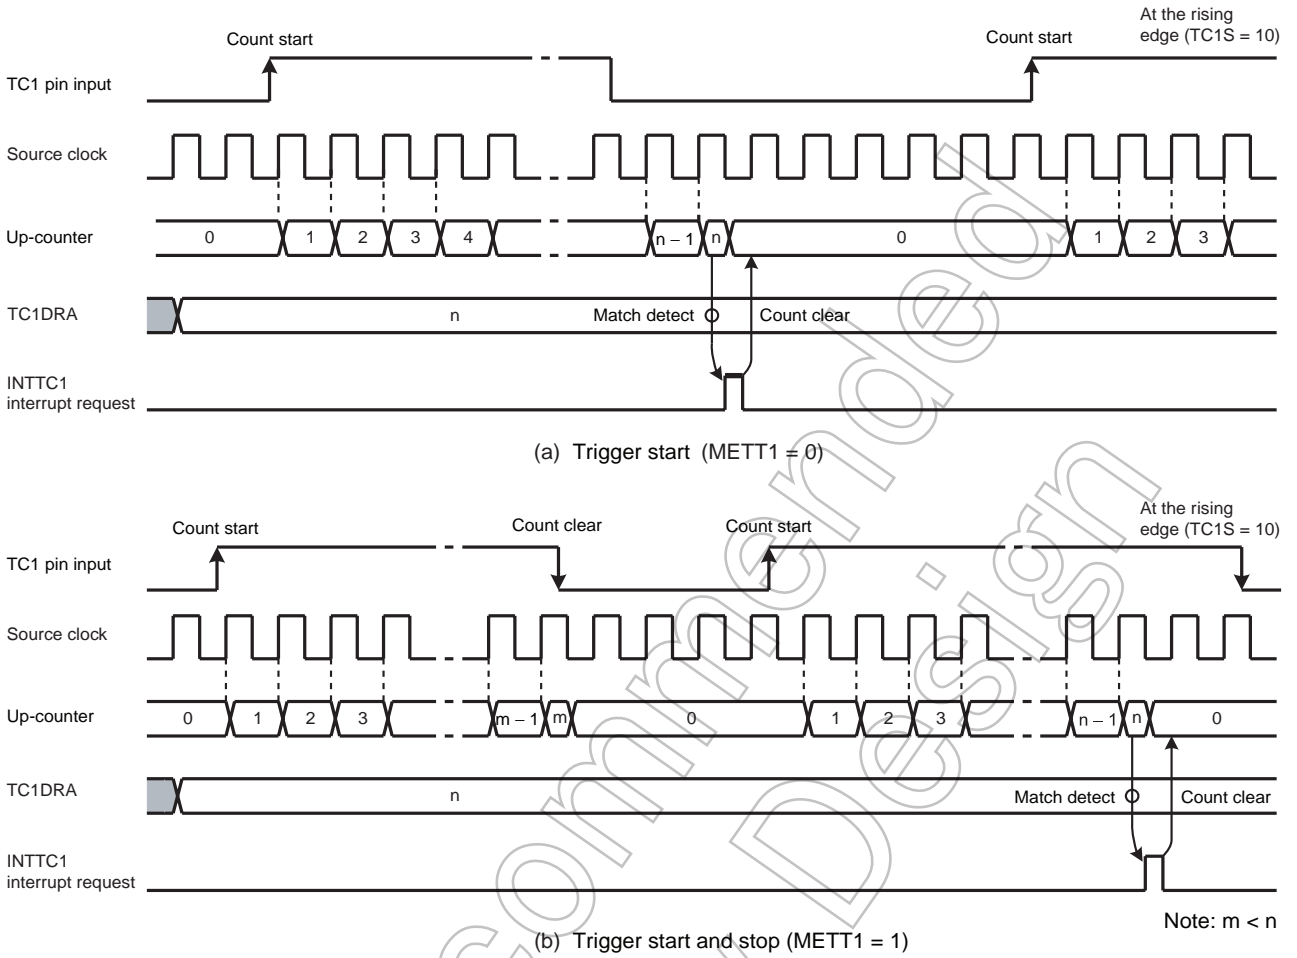 At the rising
edge (TC1S = 10)
Count start
Count start
TC1 pin input
Source clock
Up-counter
0 1 2 3 4 n – 1 n 0 1 2 3
TC1DRA
n
Match detect
Count clear
INTTC1
interrupt request
(a) Trigger start (METT1 = 0)
At the rising
edge (TC1S = 10)
Count start
Count clear
Count start
TC1 pin input
Source clock
Up-counter
0 1 2 3 m – 1 m 0 1 2 3 n – 1 n 0
TC1DRA
n
Match detect
Count clear
INTTC1
interrupt request
Note: m < n
(b) Trigger start and stop (METT1 = 1)